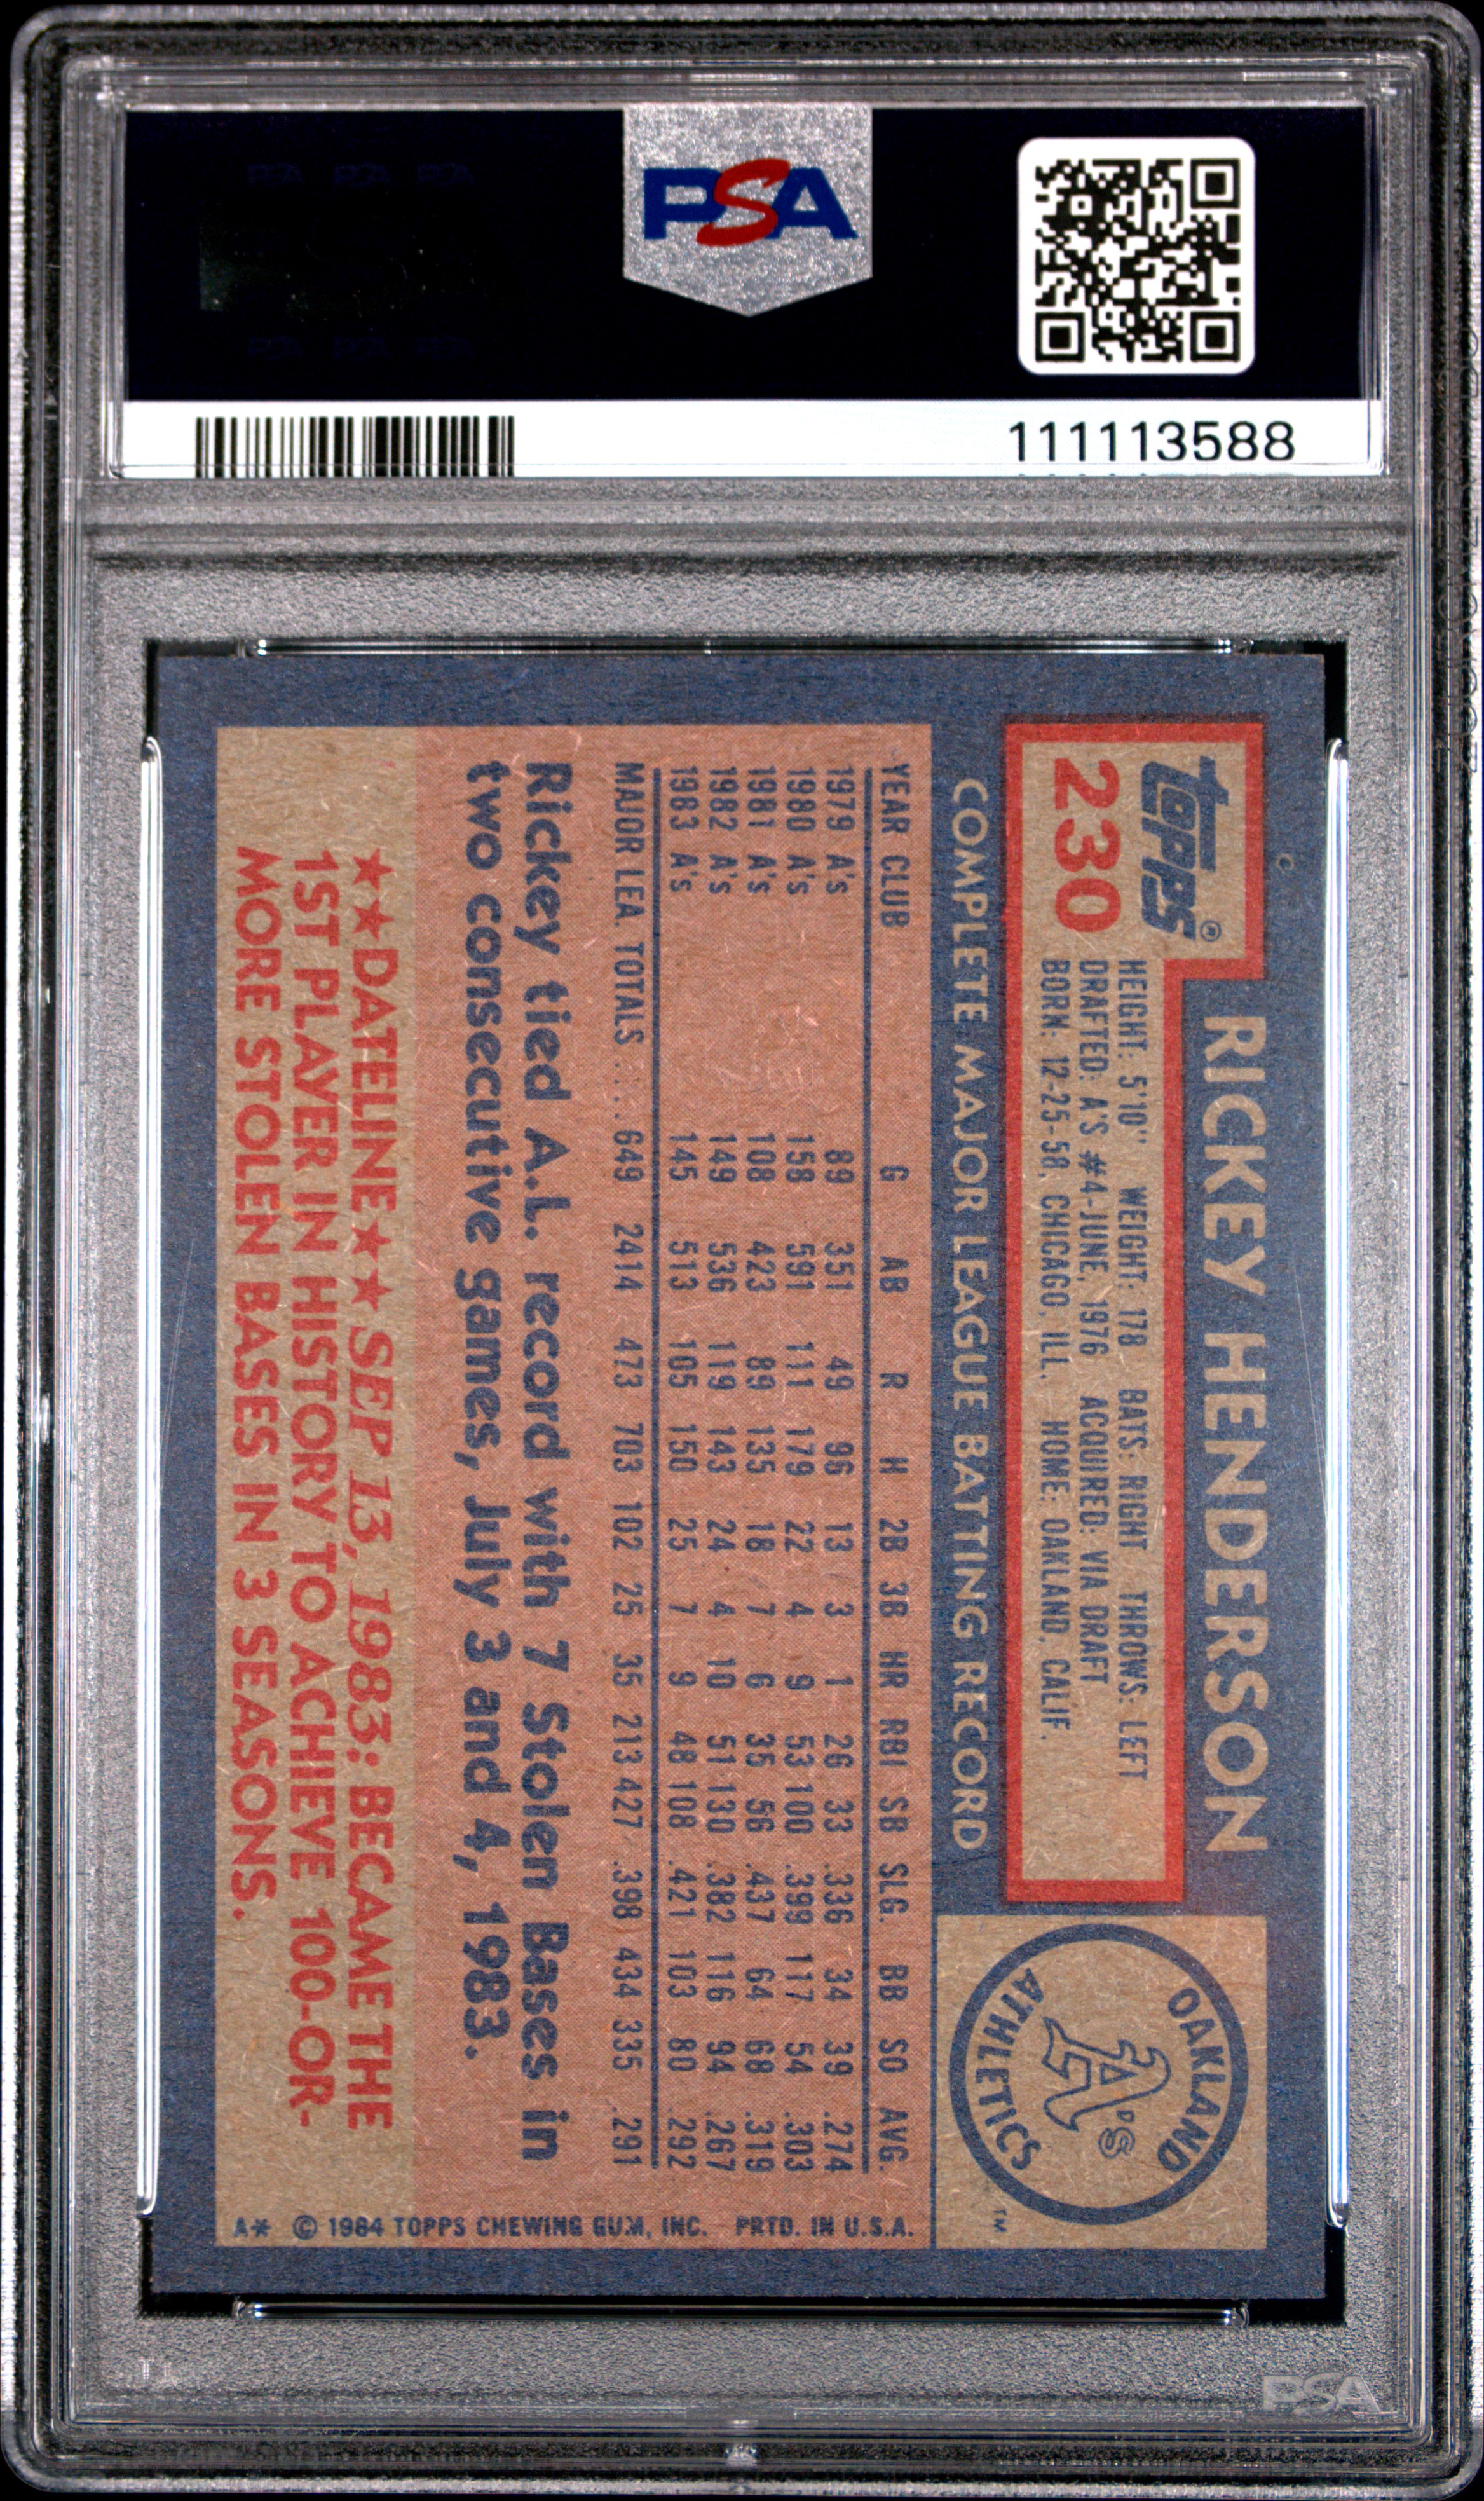 PSA
111113588
Topps®
230
RICKEY HENDERSON
HEIGHT: 5'10'' WEIGHT: 178 BATS: RIGHT THROWS: LEFT
DRAFTED: A'S #4-JUNE, 1976 ACQUIRED: VIA DRAFT
BORN: 12-25-58, CHICAGO, ILL. HOME: OAKLAND, CALIF.
OAKLAND
A's
ATHLETICS
TM
COMPLETE MAJOR LEAGUE BATTING RECORD
YEAR CLUB G AB R H 2B 3B HR RBI SB SLG. BB SO AVG.
1979 A's 89 351 49 96 13 3 1 26 33 .336 34 39 .274
1980 A's 158 591 111 179 22 4 9 53 100 .399 117 54 .303
1981 A's 108 423 89 135 18 7 6 35 56 .437 64 68 .319
1982 A's 149 536 119 143 24 4 10 51 130 .382 116 94 .267
1983 A's 145 513 105 150 25 7 9 48 108 .421 103 80 .292
MAJOR LEA. TOTALS .... 649 2414 473 703 102 25 35 213 427 .398 434 335 .291
Rickey tied A.L. record with 7 Stolen Bases in
two consecutive games, July 3 and 4, 1983.
★★DATELINE★★ SEP 13, 1983: BECAME THE
1ST PLAYER IN HISTORY TO ACHIEVE 100-OR-
MORE STOLEN BASES IN 3 SEASONS.
A* © 1984 TOPPS CHEWING GUM, INC. PRTD. IN U.S.A.
PSA